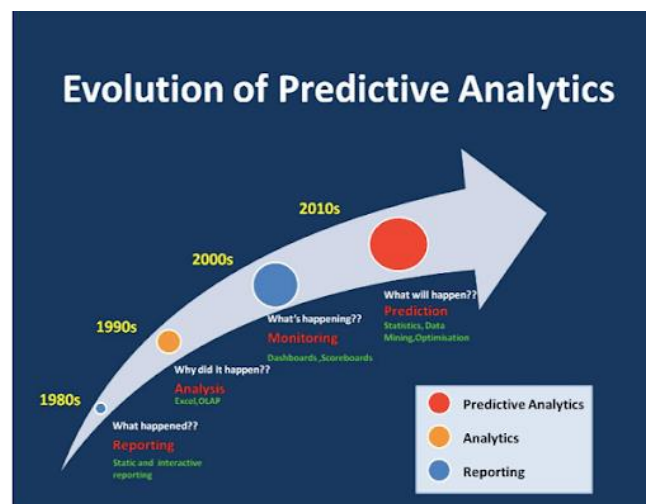 Evolution of Predictive Analytics
2010s
2000s
What will happen??
Prediction
Statistics, Data
Mining,Optimisation
1990s
What's happening??
Monitoring
Dashboards ,Scoreboards
Why did it happen??
Analysis
Excel,OLAP
1980s
What happened??
Reporting
Static and interactive
reporting
Predictive Analytics
Analytics
Reporting